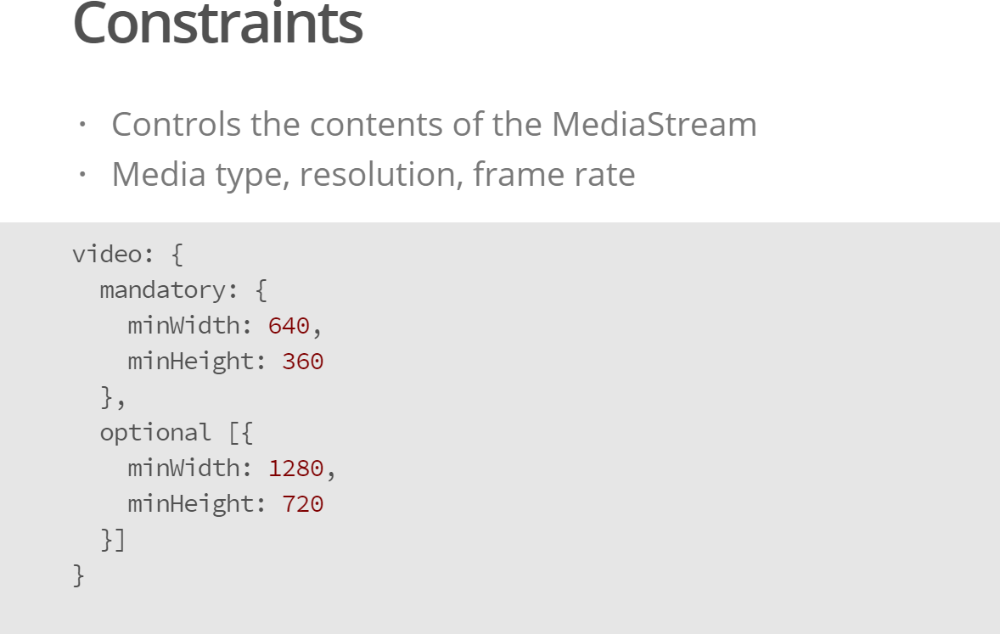 Constraints
• Controls the contents of the MediaStream
• Media type, resolution, frame rate
video: {
  mandatory: {
    minWidth: 640,
    minHeight: 360
  },
  optional [{
    minWidth: 1280,
    minHeight: 720
  }]
}